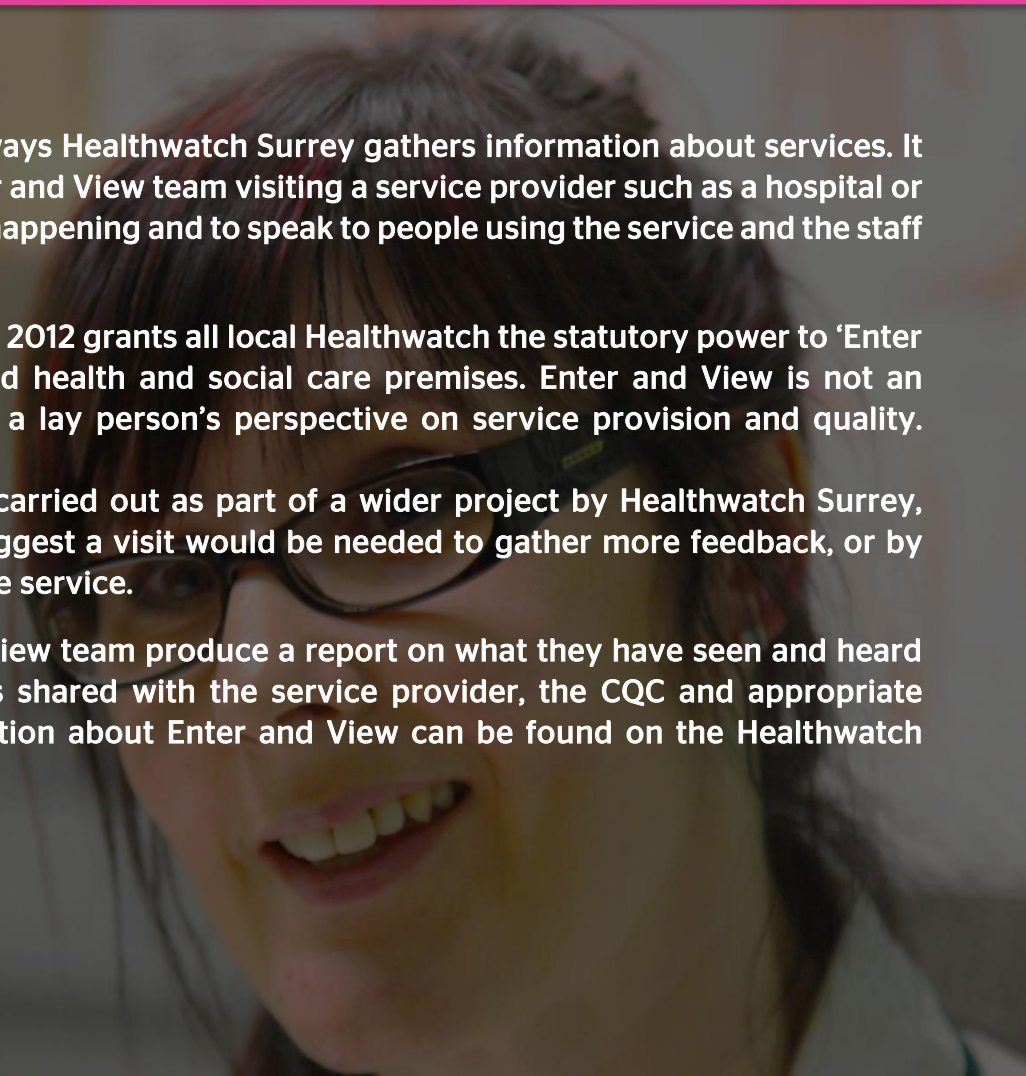 Healthwatch Surrey gathers information about services. It
and View team visiting a service provider such as a hospital or
and to speak to people using the service and the staff
2012 grants all local Healthwatch the statutory power to ‘Enter
health and social care premises. Enter and View is not an
a lay person’s perspective on service provision and quality.
carried out as part of a wider project by Healthwatch Surrey,
a visit would be needed to gather more feedback, or by
service.
team produce a report on what they have seen and heard
shared with the service provider, the CQC and appropriate
about Enter and View can be found on the Healthwatch